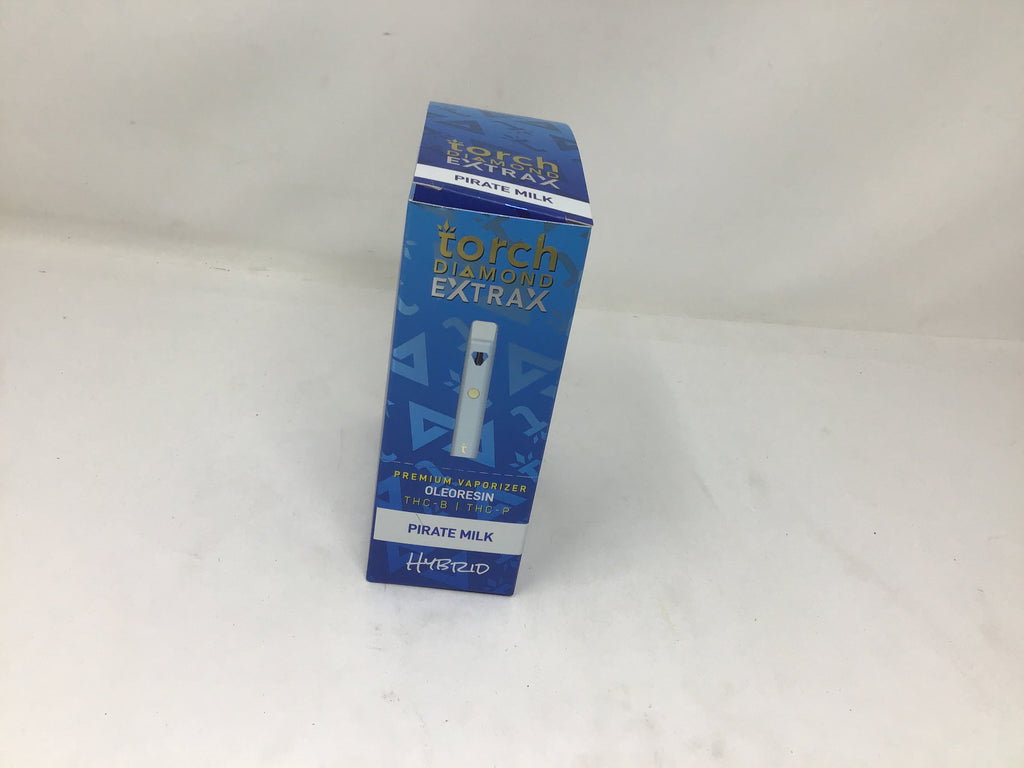 torch
DIAMOND
EXTRAX
PIRATE MILK
torch
DIAMOND
EXTRAX
t
PREMIUM VAPORIZER
OLEORESIN
THC-B | THC-P
PIRATE MILK
HYBRID